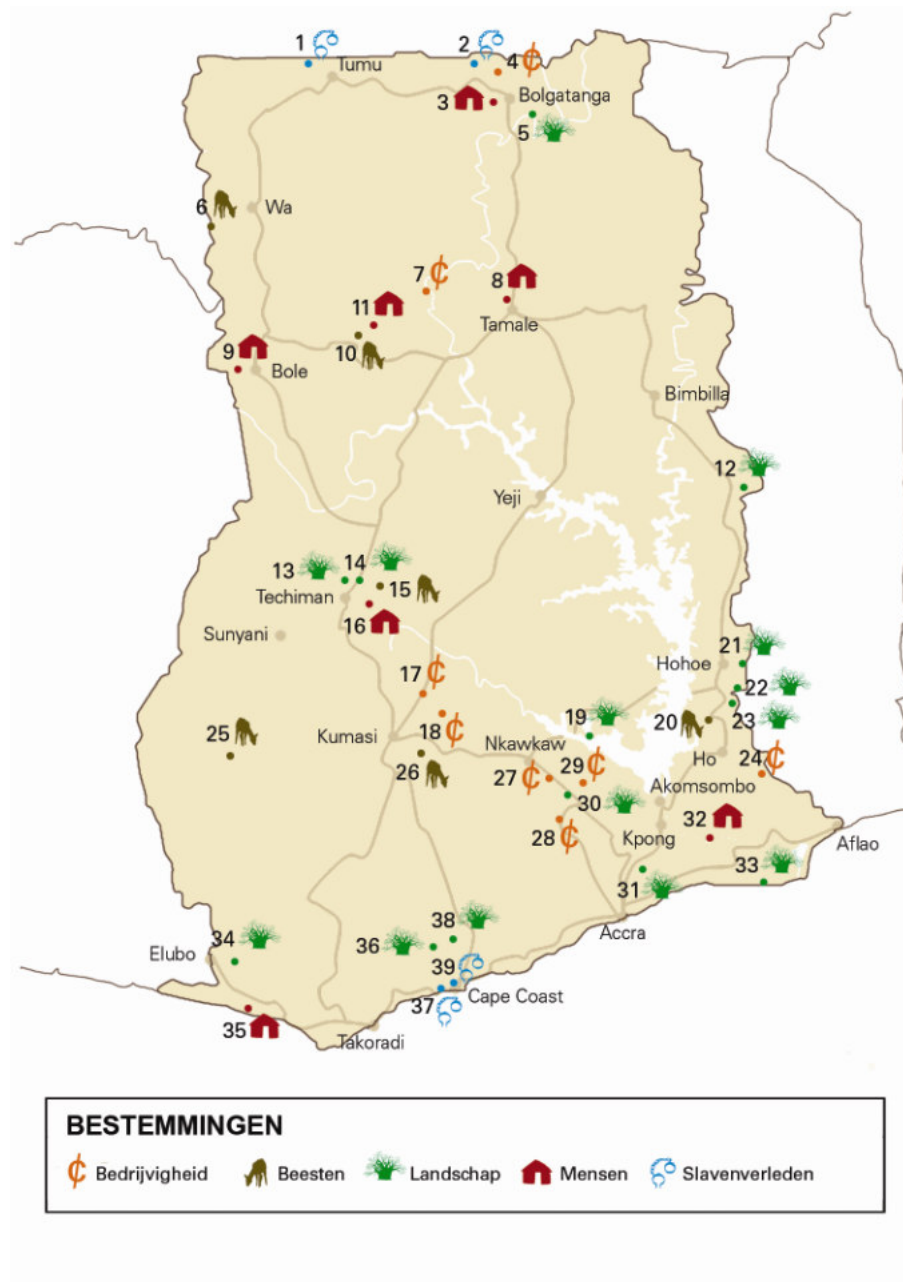 1
2
4
Tumu
3
Bolgatanga
5
6
Wa
7
8
11
Tamale
9
10
Bole
Bimbilla
12
Yeji
13
14
15
Techiman
16
Sunyani
21
Hohoe
17
22
25
Kumasi
18
19
20
23
Nkawkaw
29
Ho
24
26
27
Akomsombo
30
32
28
Kpong
Aflao
33
31
38
34
36
Accra
Elubo
39
37
Cape Coast
35
Takoradi
BESTEMMINGEN
₵ Bedrijvigheid Beesten Landschap Mensen Slavenverleden